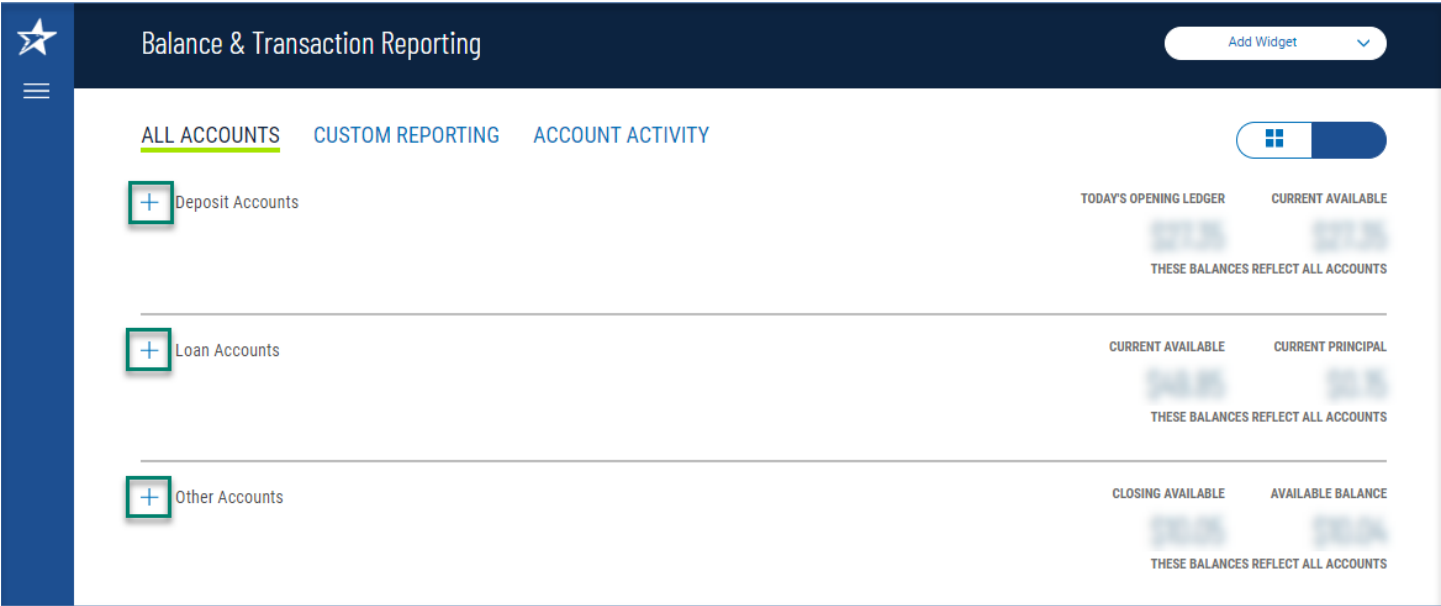 Balance & Transaction Reporting
Add Widget
ALL ACCOUNTS CUSTOM REPORTING ACCOUNT ACTIVITY
Deposit Accounts
TODAY'S OPENING LEDGER CURRENT AVAILABLE
THESE BALANCES REFLECT ALL ACCOUNTS
Loan Accounts
CURRENT AVAILABLE CURRENT PRINCIPAL
THESE BALANCES REFLECT ALL ACCOUNTS
Other Accounts
CLOSING AVAILABLE AVAILABLE BALANCE
THESE BALANCES REFLECT ALL ACCOUNTS